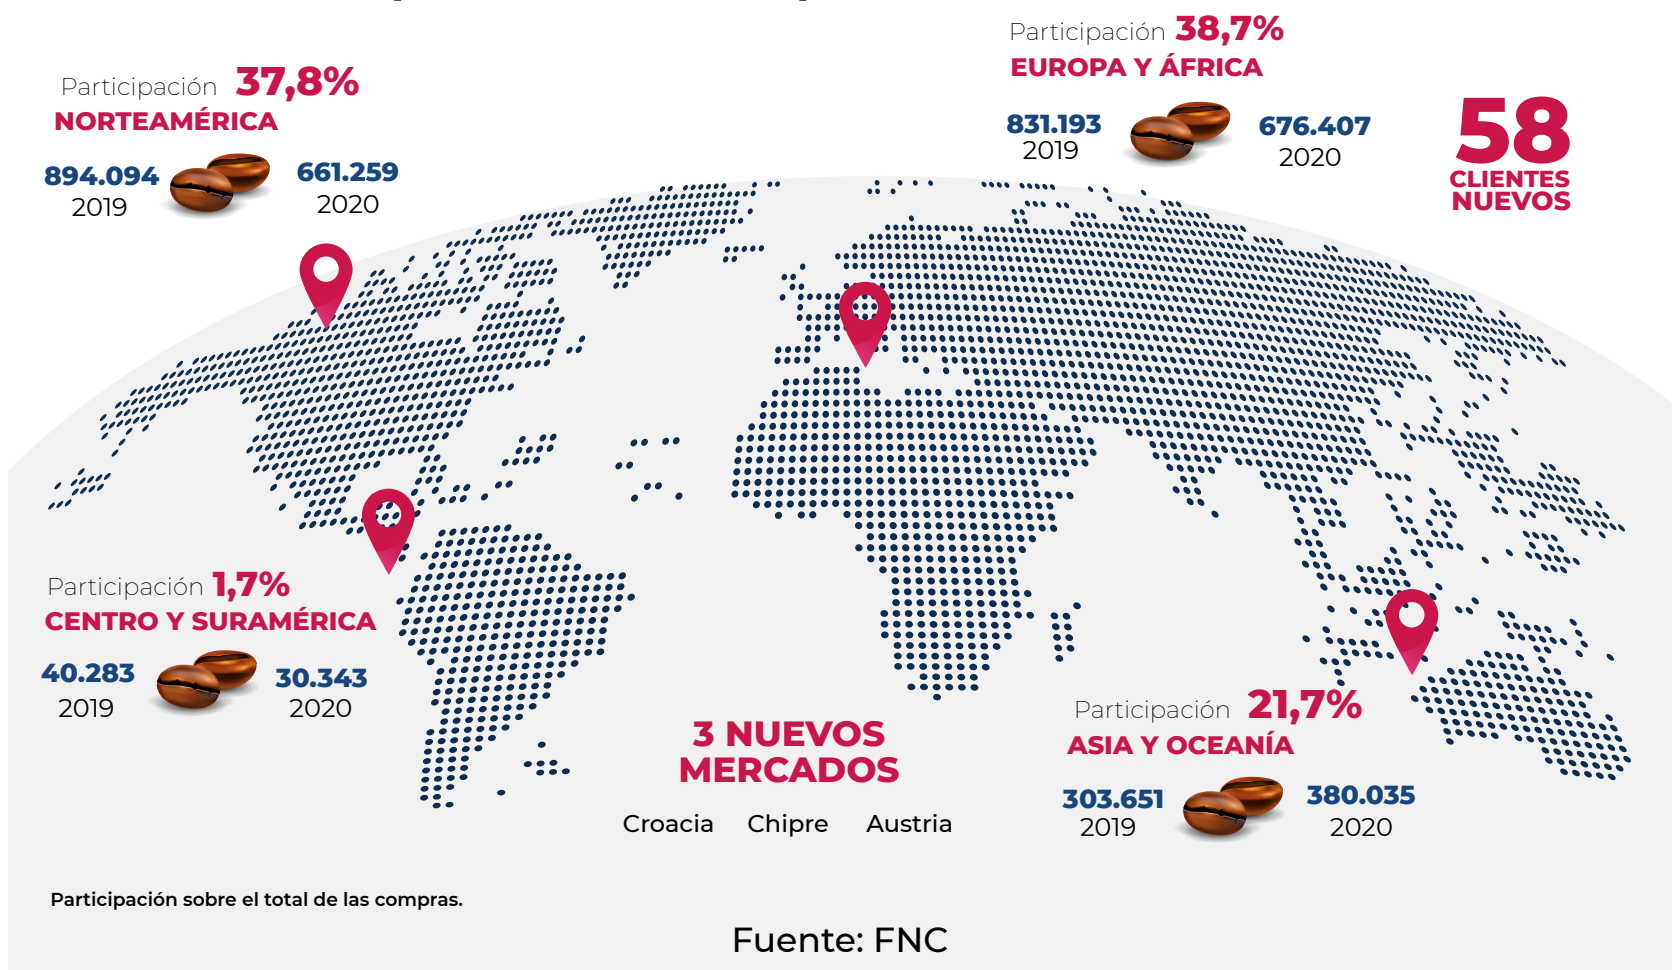 Participación 37,8%
NORTEAMÉRICA
894.094
2019
661.259
2020
Participación 38,7%
EUROPA Y ÁFRICA
831.193
2019
676.407
2020
58
CLIENTES
NUEVOS
Participación 1,7%
CENTRO Y SURAMÉRICA
40.283
2019
30.343
2020
3 NUEVOS
MERCADOS
Croacia Chipre Austria
Participación 21,7%
ASIA Y OCEANÍA
303.651
2019
380.035
2020
Participación sobre el total de las compras.
Fuente: FNC